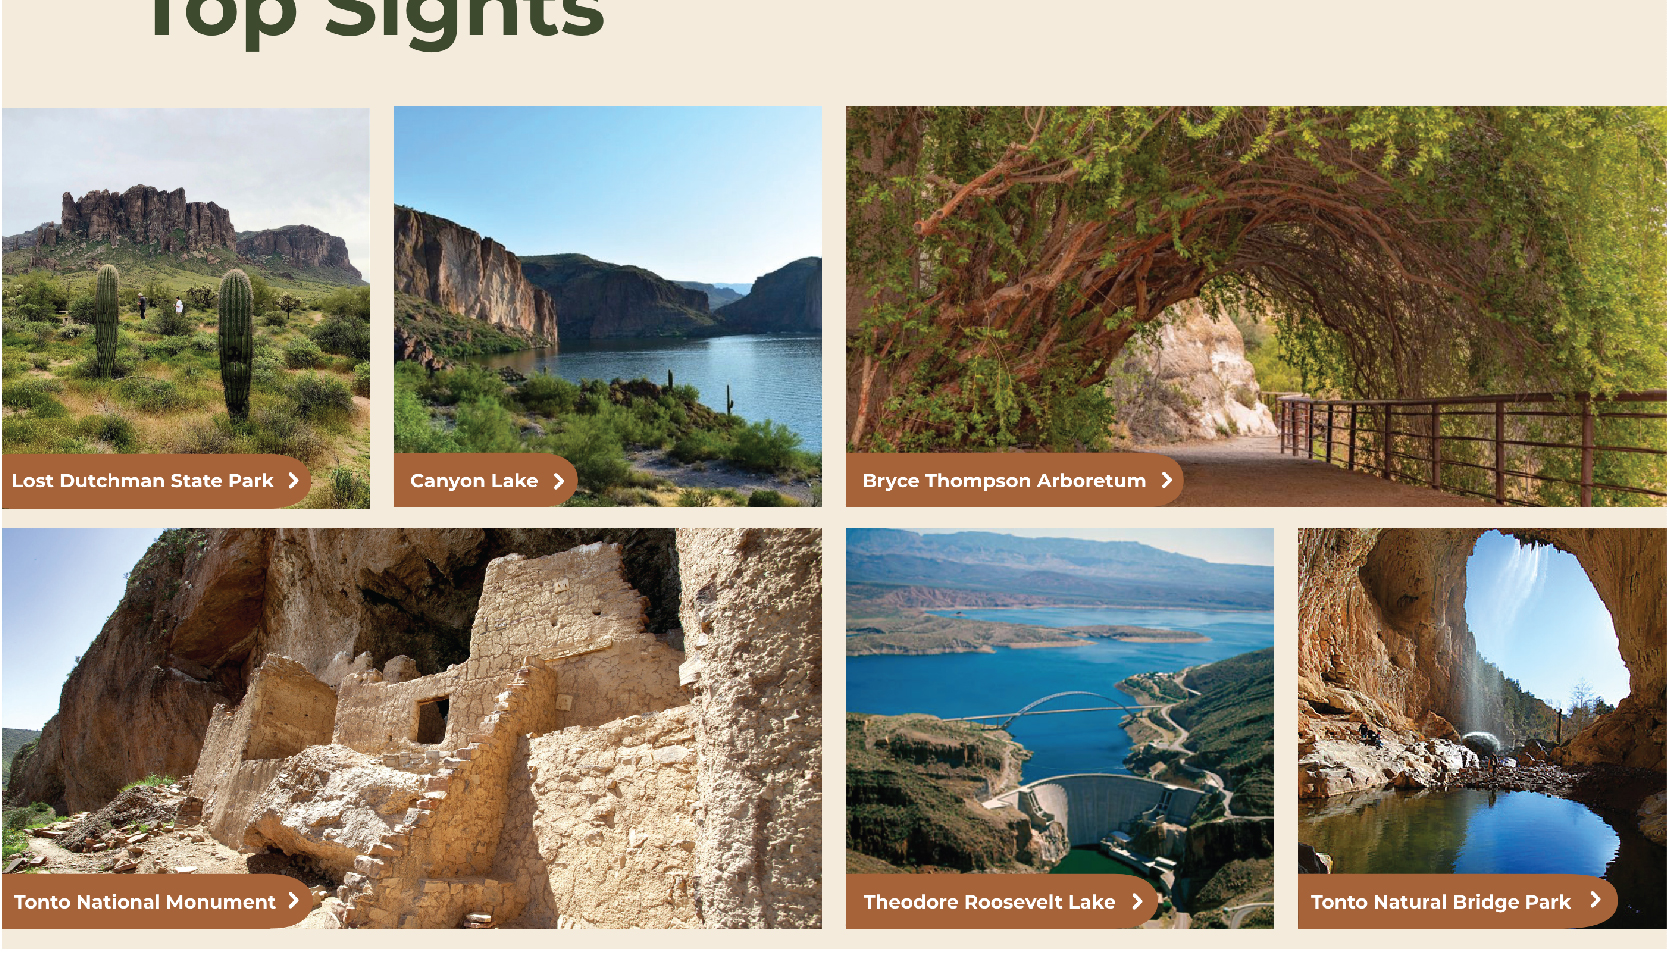 Top Sights
Lost Dutchman State Park
Canyon Lake
Bryce Thompson Arboretum
Tonto National Monument
Theodore Roosevelt Lake
Tonto Natural Bridge Park